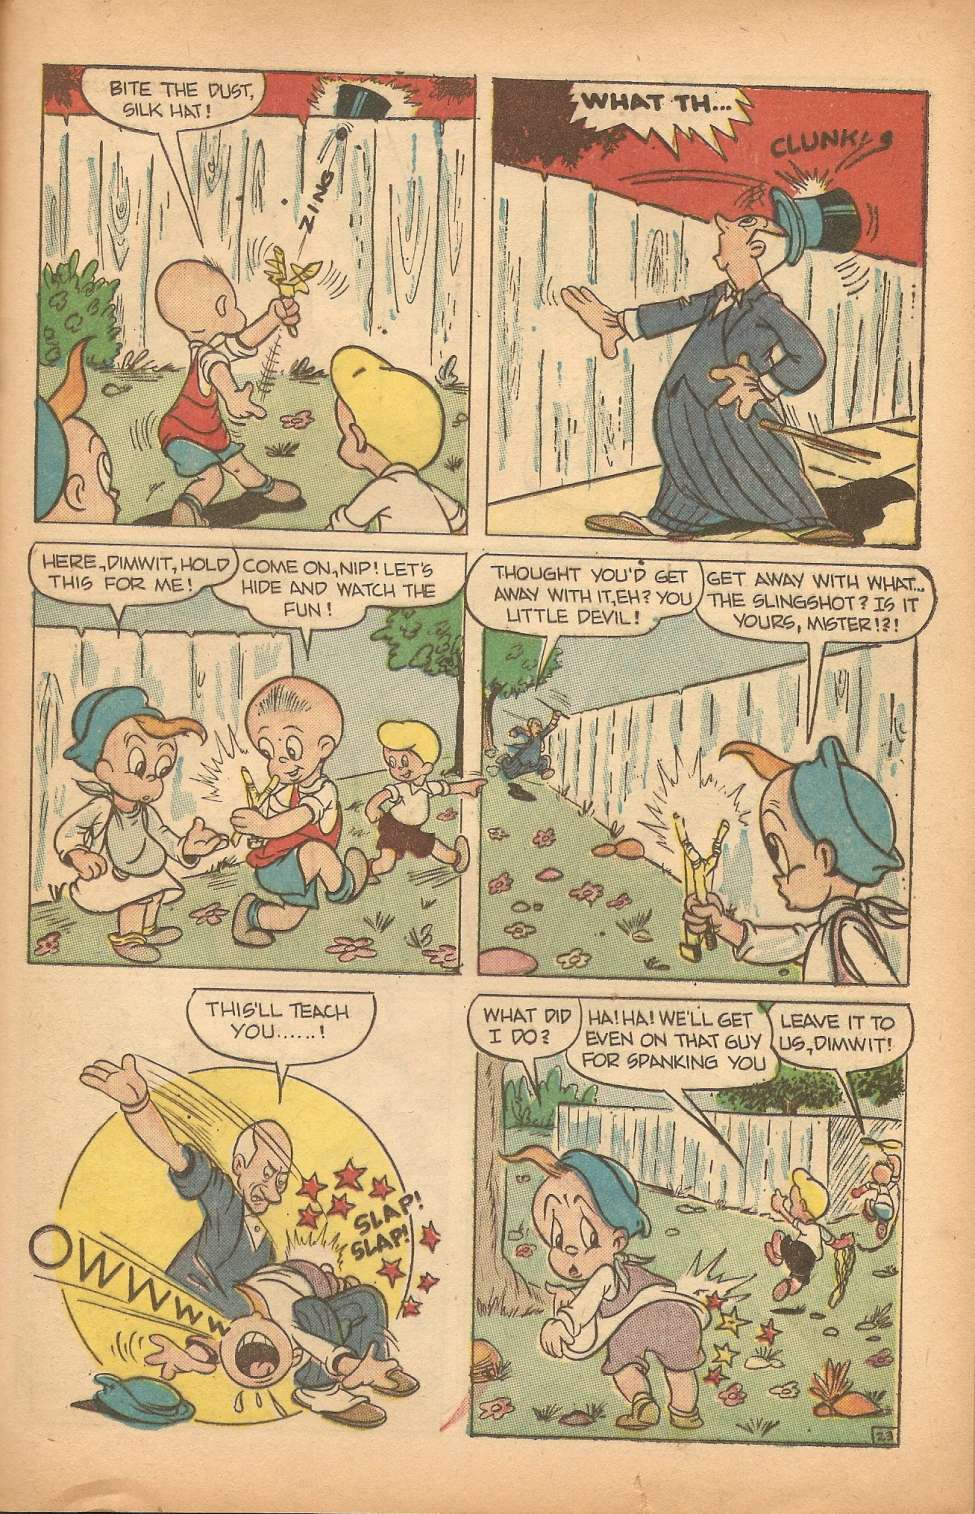 BITE THE DUST,
SILK HAT!
ZING
WHAT TH...
CLUNK!
HERE, DIMWIT, HOLD
THIS FOR ME!
COME ON, NIP! LET'S
HIDE AND WATCH THE
FUN!
THOUGHT YOU'D GET
AWAY WITH IT, EH? YOU
LITTLE DEVIL!
GET AWAY WITH WHAT...
THE SLINGSHOT? IS IT
YOURS, MISTER!?!
THIS'LL TEACH
YOU......!
SLAP!
SLAP!
OWWWWWW
WHAT DID
I DO?
HA! HA! WE'LL GET
EVEN ON THAT GUY
FOR SPANKING YOU
LEAVE IT TO
US, DIMWIT!
23